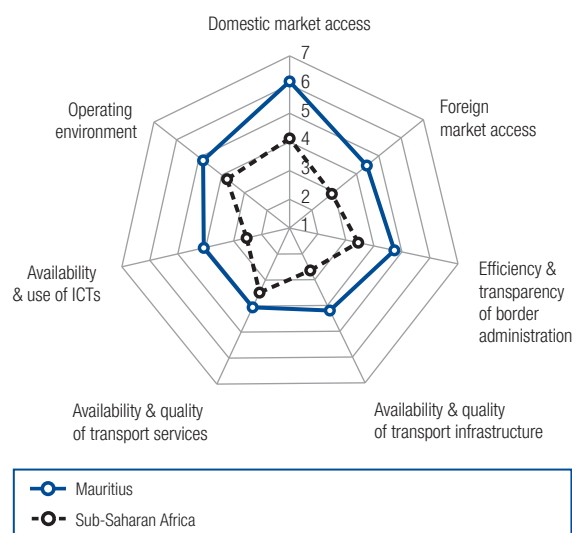 Domestic market access
7
6
5
4
3
2
1
Operating
environment
Foreign
market access
Availability
& use of ICTs
Efficiency &
transparency
of border
administration
Availability & quality
of transport services
Availability & quality
of transport infrastructure
Mauritius
Sub-Saharan Africa